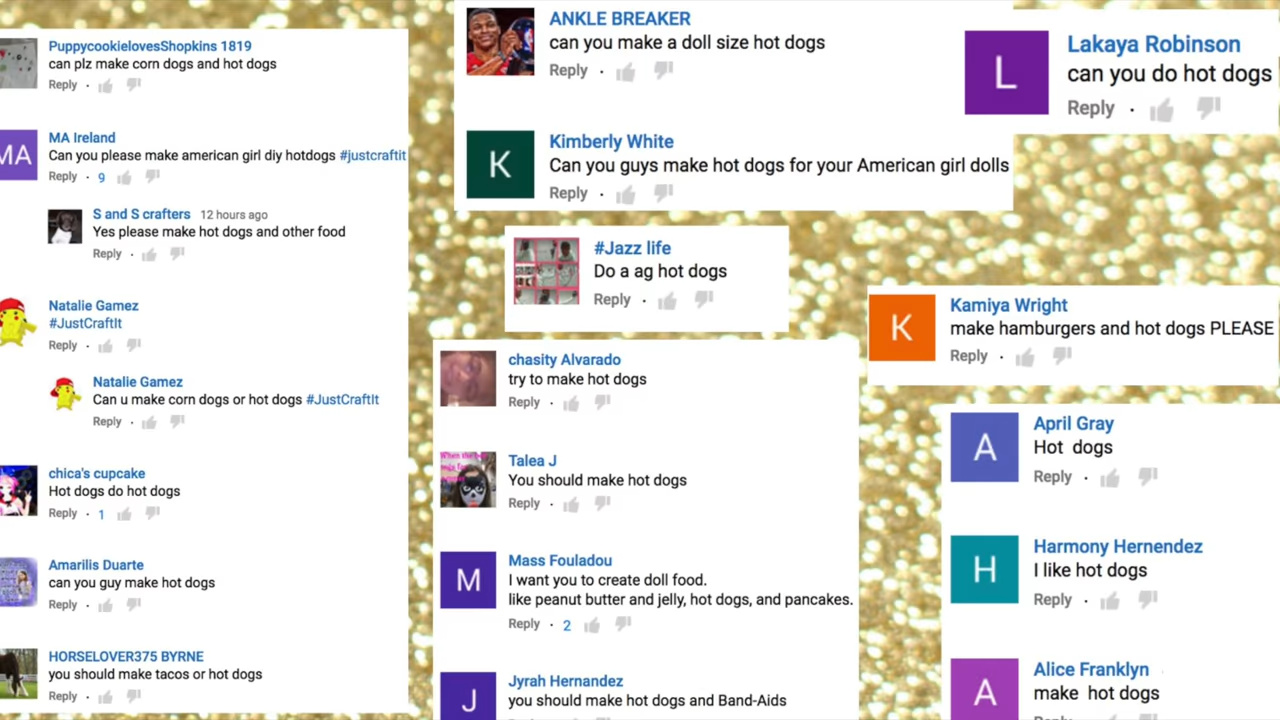 PuppycookielovesShopkins 1819
can plz make corn dogs and hot dogs
Reply ·
MA
MA Ireland
Can you please make american girl diy hotdogs #justcraftit
Reply · 9
S and S crafters 12 hours ago
Yes please make hot dogs and other food
Reply ·
Natalie Gamez
#JustCraftIt
Reply ·
Natalie Gamez
Can u make corn dogs or hot dogs #JustCraftIt
Reply ·
chica's cupcake
Hot dogs do hot dogs
Reply · 1
Amarilis Duarte
can you guy make hot dogs
Reply ·
HORSELOVER375 BYRNE
you should make tacos or hot dogs
Reply ·
ANKLE BREAKER
can you make a doll size hot dogs
Reply ·
K
Kimberly White
Can you guys make hot dogs for your American girl dolls
Reply ·
#Jazz life
Do a ag hot dogs
Reply ·
chasity Alvarado
try to make hot dogs
Reply ·
Talea J
You should make hot dogs
Reply ·
M
Mass Fouladou
I want you to create doll food.
like peanut butter and jelly, hot dogs, and pancakes.
Reply · 2
J
Jyrah Hernandez
you should make hot dogs and Band-Aids
L
Lakaya Robinson
can you do hot dogs
Reply ·
K
Kamiya Wright
make hamburgers and hot dogs PLEASE
Reply ·
A
April Gray
Hot dogs
Reply ·
H
Harmony Hernendez
I like hot dogs
Reply ·
A
Alice Franklyn
make hot dogs